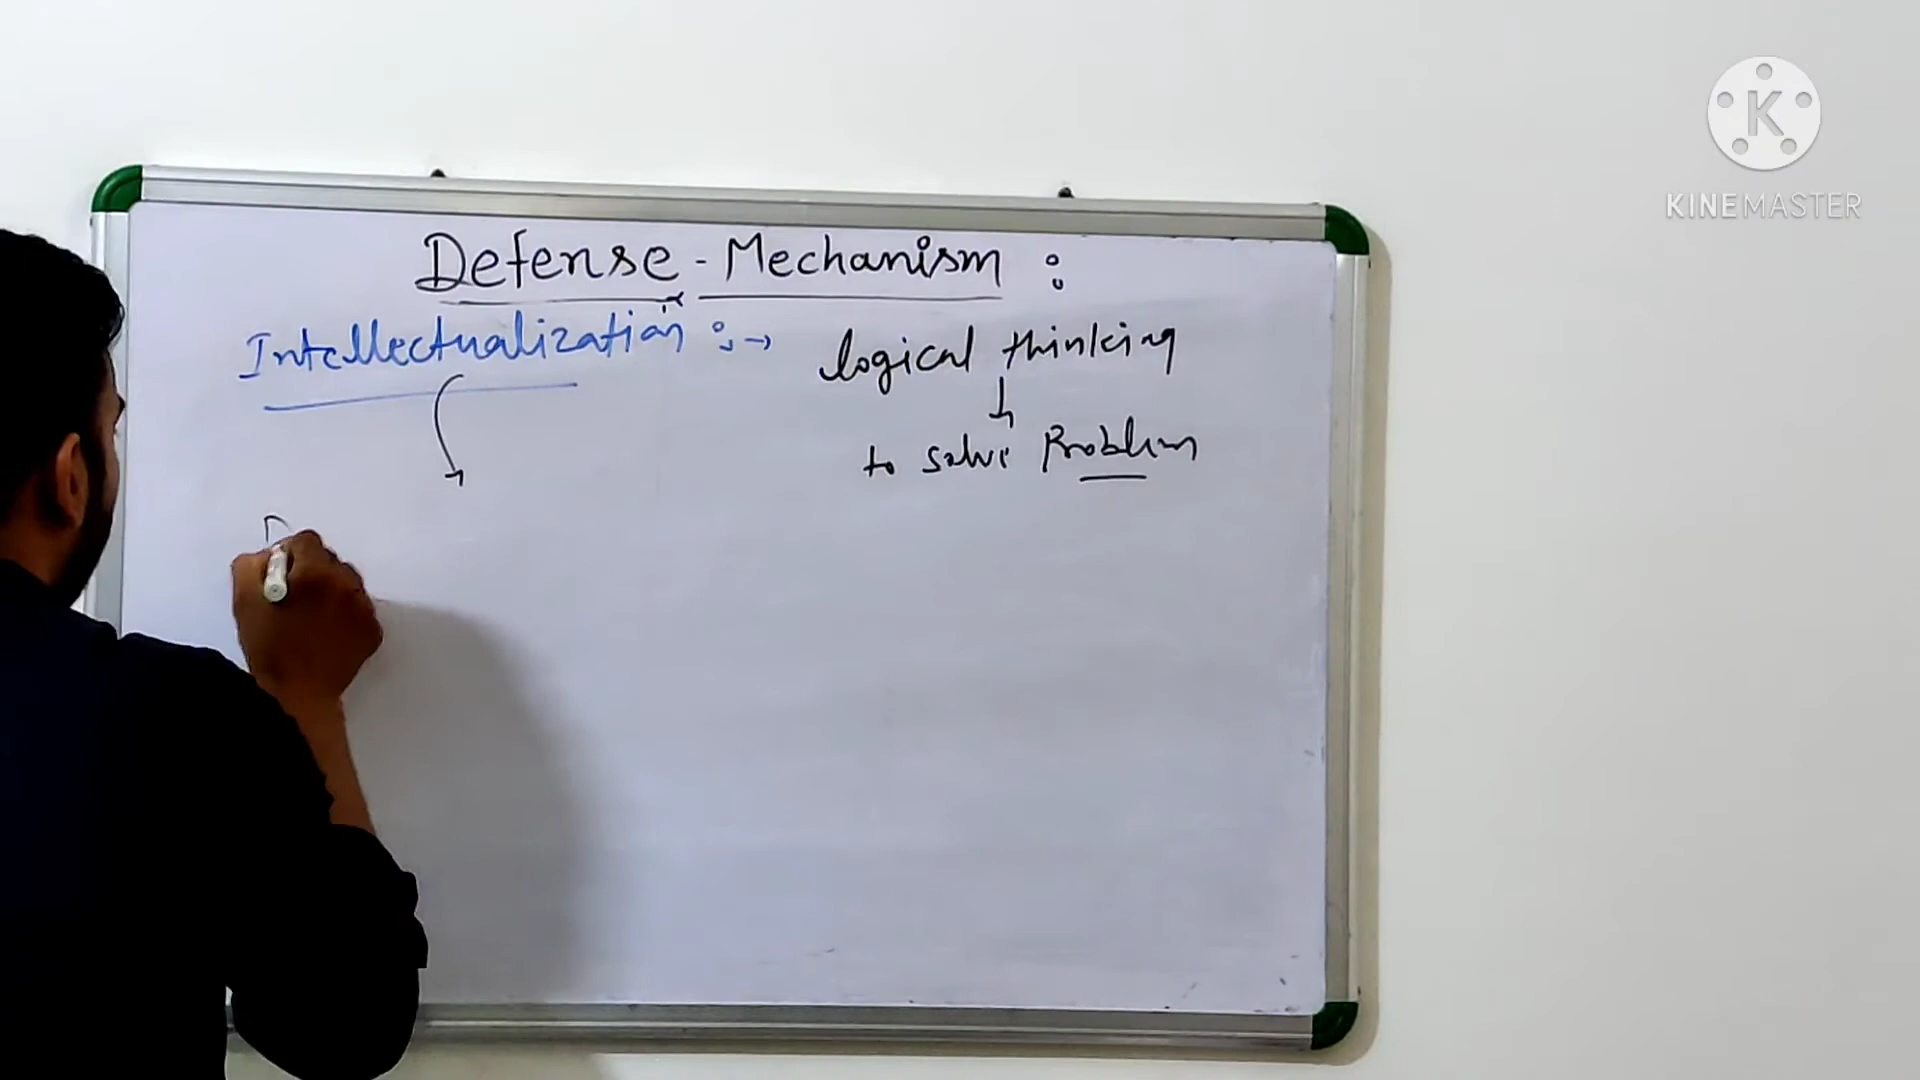 Defense - Mechanism :
Intellectualization : → logical thinking
to solve Problem
K
KINEMASTER